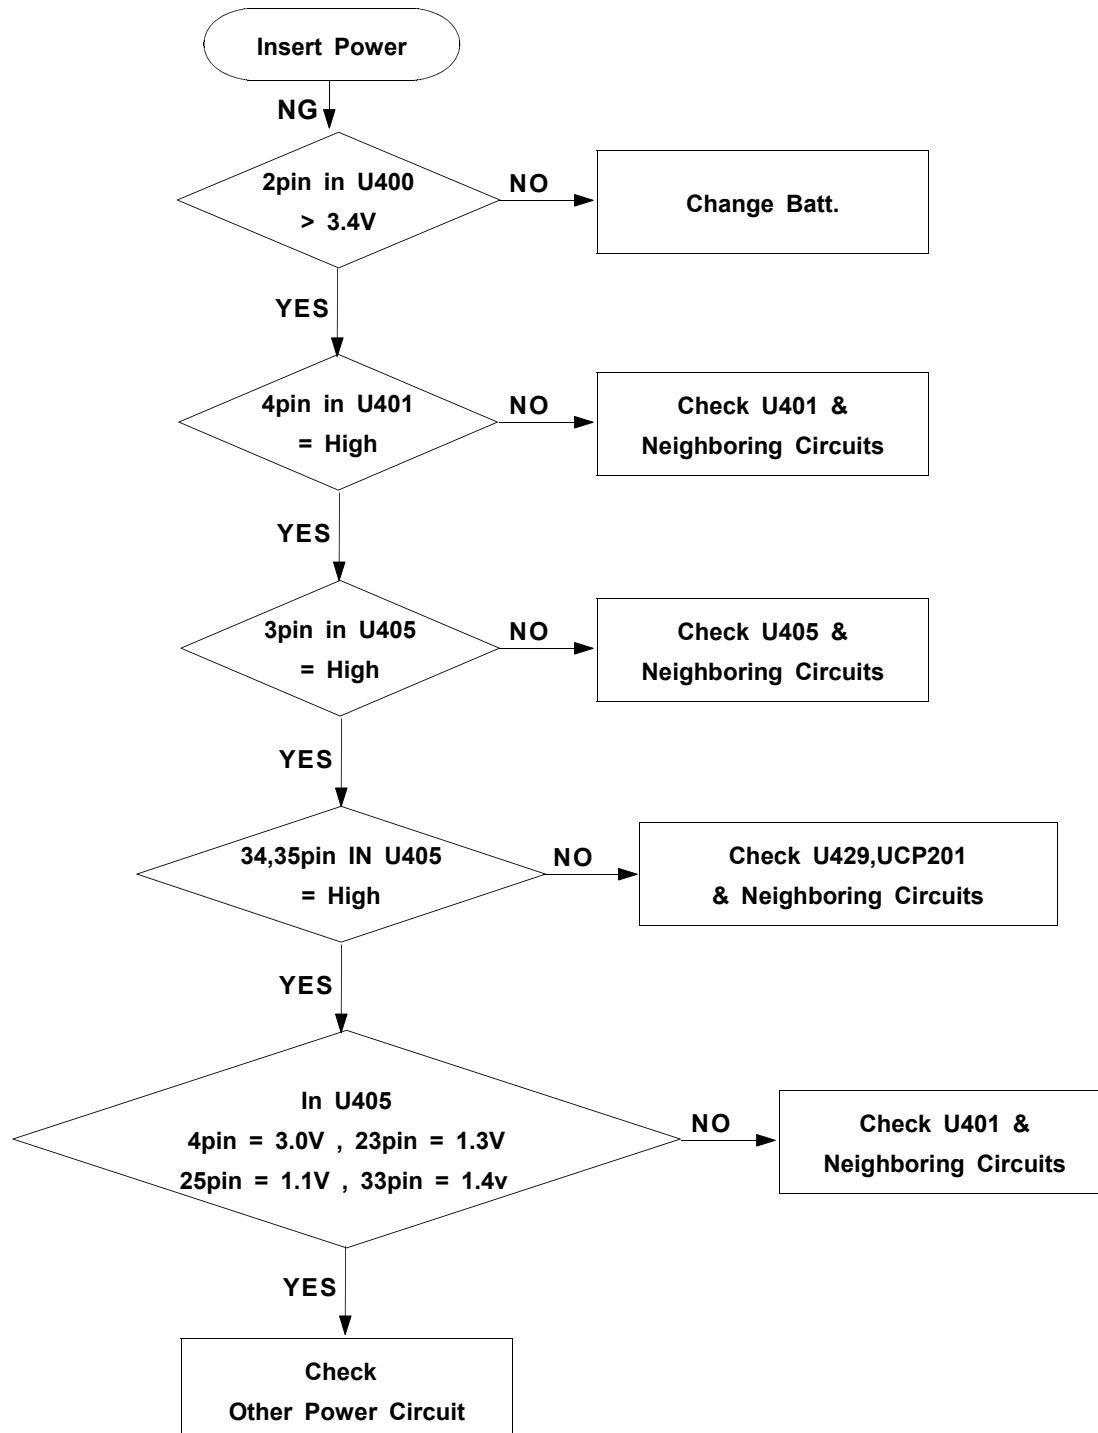 Insert Power
NG
2pin in U400
> 3.4V
NO
Change Batt.
YES
4pin in U401
= High
NO
Check U401 &
Neighboring Circuits
YES
3pin in U405
= High
NO
Check U405 &
Neighboring Circuits
YES
34,35pin IN U405
= High
NO
Check U429,UCP201
& Neighboring Circuits
YES
In U405
4pin = 3.0V , 23pin = 1.3V
25pin = 1.1V , 33pin = 1.4v
NO
Check U401 &
Neighboring Circuits
YES
Check
Other Power Circuit